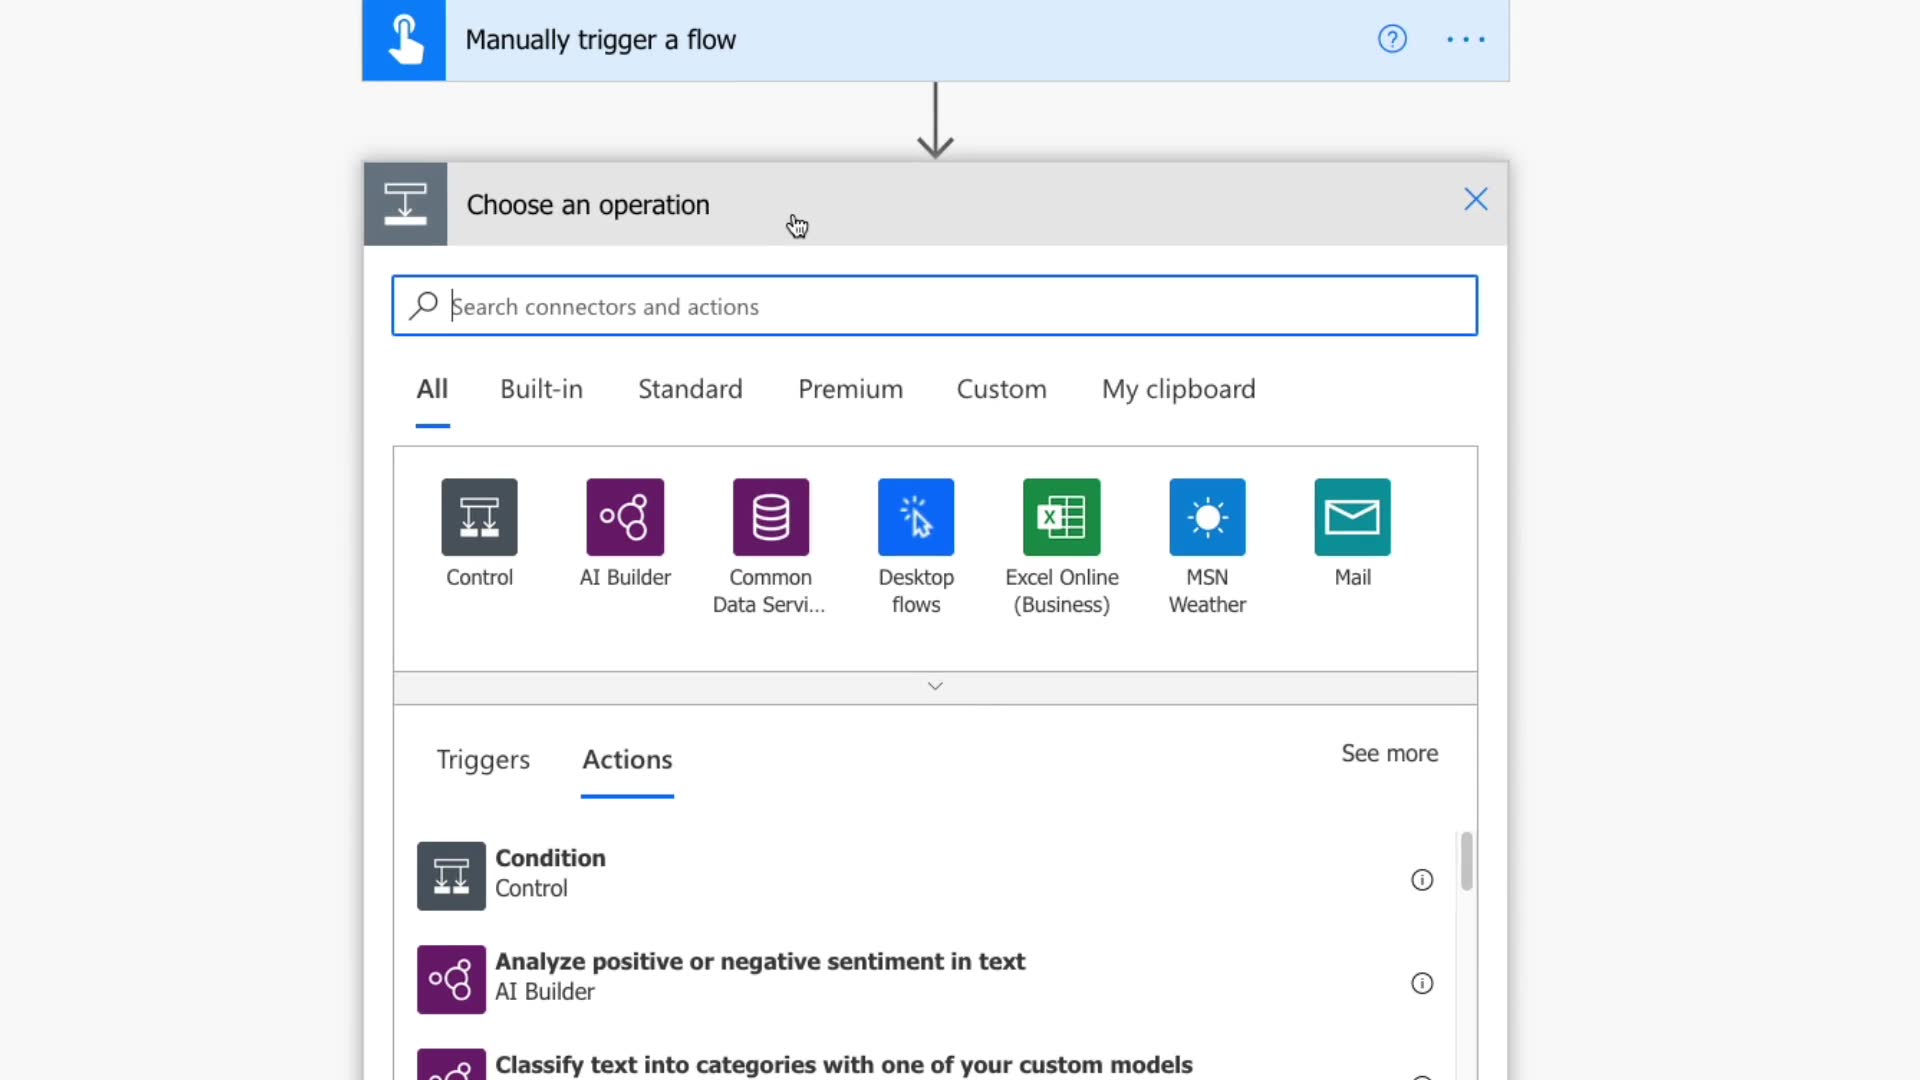 Manually trigger a flow
Choose an operation
Search connectors and actions
All Built-in Standard Premium Custom My clipboard
Control AI Builder Common Desktop Excel Online MSN Mail
Data Servi... flows (Business) Weather
Triggers Actions See more
Condition
Control
Analyze positive or negative sentiment in text
AI Builder
Classify text into categories with one of your custom models